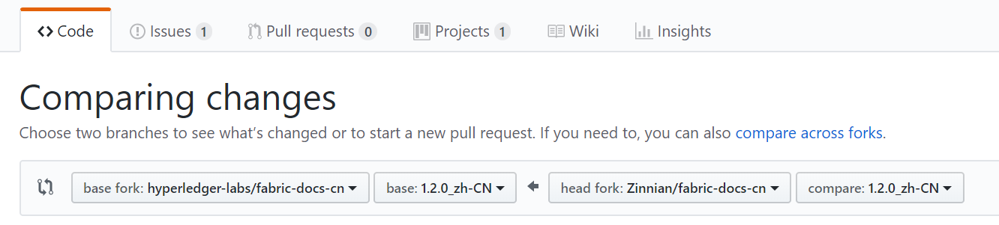 Code Issues 1 Pull requests 0 Projects 1 Wiki Insights
Comparing changes
Choose two branches to see what’s changed or to start a new pull request. If you need to, you can also compare across forks.
base fork: hyperledger-labs/fabric-docs-cn base: 1.2.0_zh-CN head fork: Zinnian/fabric-docs-cn compare: 1.2.0_zh-CN